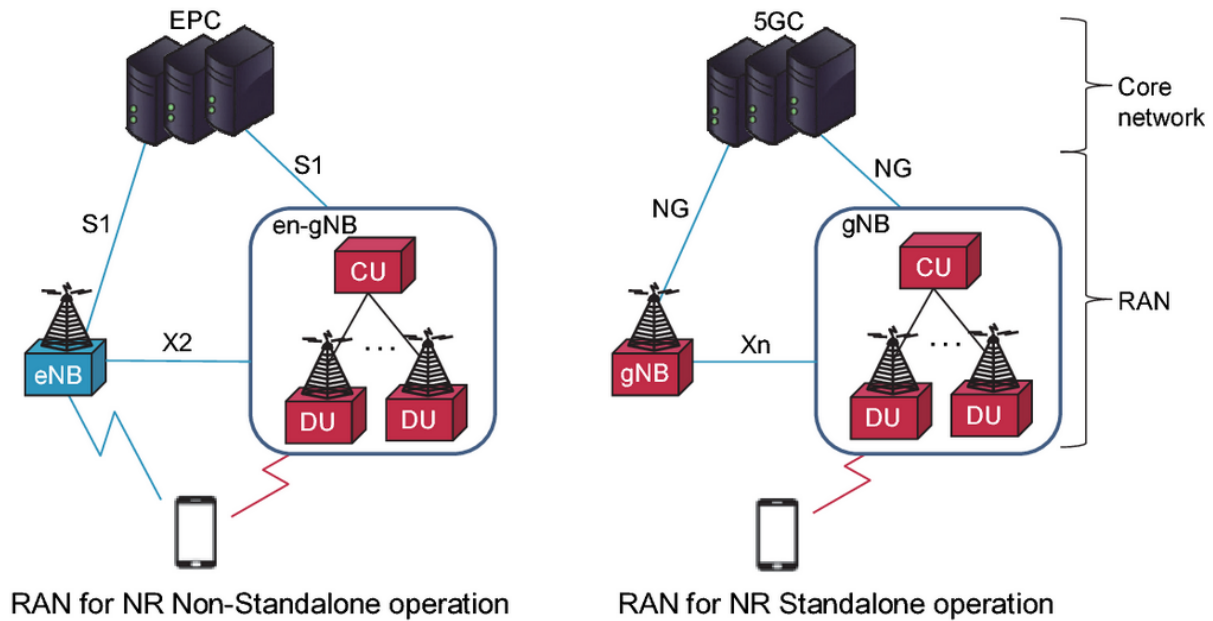 EPC
S1
S1
en-gNB
CU
X2
...
eNB
DU
DU
RAN for NR Non-Standalone operation
5GC
NG
NG
gNB
CU
Xn
...
gNB
DU
DU
RAN for NR Standalone operation
Core
network
RAN